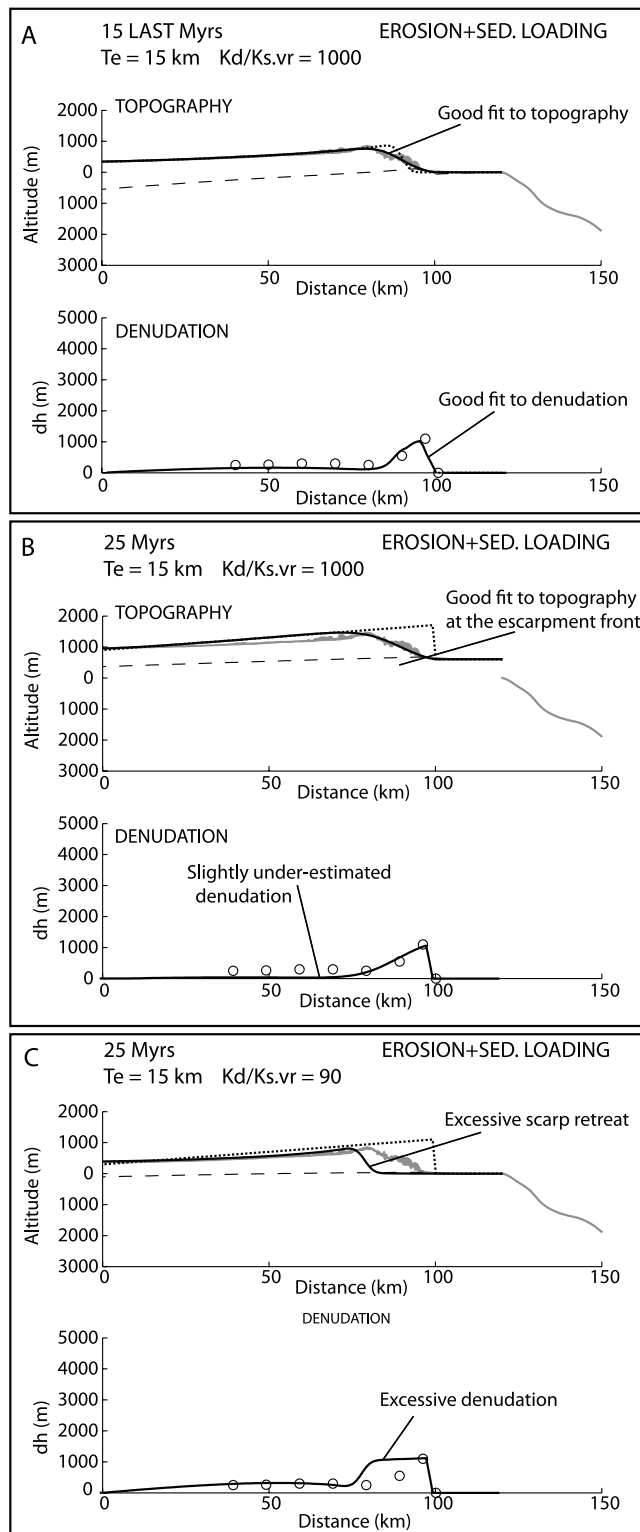 A
15 LAST Myrs EROSION+SED. LOADING
Te = 15 km Kd/Ks.vr = 1000
TOPOGRAPHY
Good fit to topography
Altitude (m)
2000
1000
0
1000
2000
3000
0 50 100 150
Distance (km)
DENUDATION
Good fit to denudation
dh (m)
5000
4000
3000
2000
1000
0
0 50 100 150
Distance (km)
B
25 Myrs EROSION+SED. LOADING
Te = 15 km Kd/Ks.vr = 1000
TOPOGRAPHY
Good fit to topography
at the escarpment front
Altitude (m)
2000
1000
0
1000
2000
3000
0 50 100 150
Distance (km)
DENUDATION
Slightly under-estimated
denudation
dh (m)
5000
4000
3000
2000
1000
0
0 50 100 150
Distance (km)
C
25 Myrs EROSION+SED. LOADING
Te = 15 km Kd/Ks.vr = 90
Excessive scarp retreat
Altitude (m)
2000
1000
0
1000
2000
3000
0 50 100 150
Distance (km)
DENUDATION
Excessive denudation
dh (m)
5000
4000
3000
2000
1000
0
0 50 100 150
Distance (km)